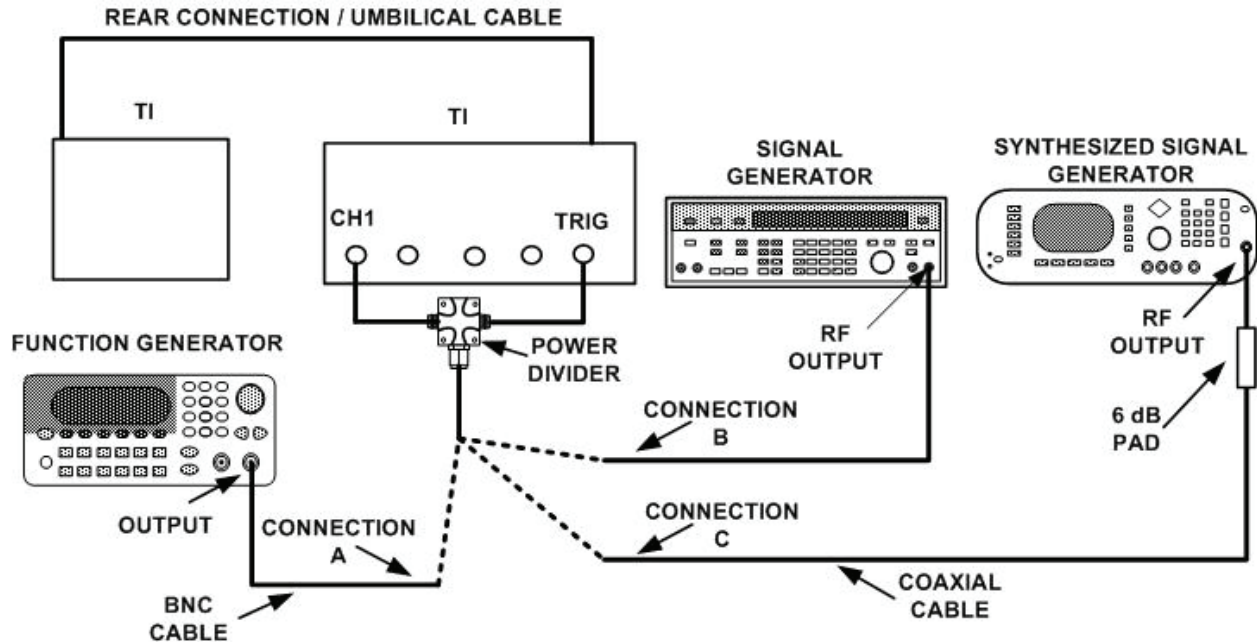 REAR CONNECTION / UMBILICAL CABLE
TI
TI
SIGNAL
GENERATOR
SYNTHESIZED SIGNAL
GENERATOR
CH1
TRIG
RF
OUTPUT
RF
OUTPUT
FUNCTION GENERATOR
POWER
DIVIDER
6 dB
PAD
CONNECTION
B
OUTPUT
CONNECTION
A
CONNECTION
C
BNC
CABLE
COAXIAL
CABLE